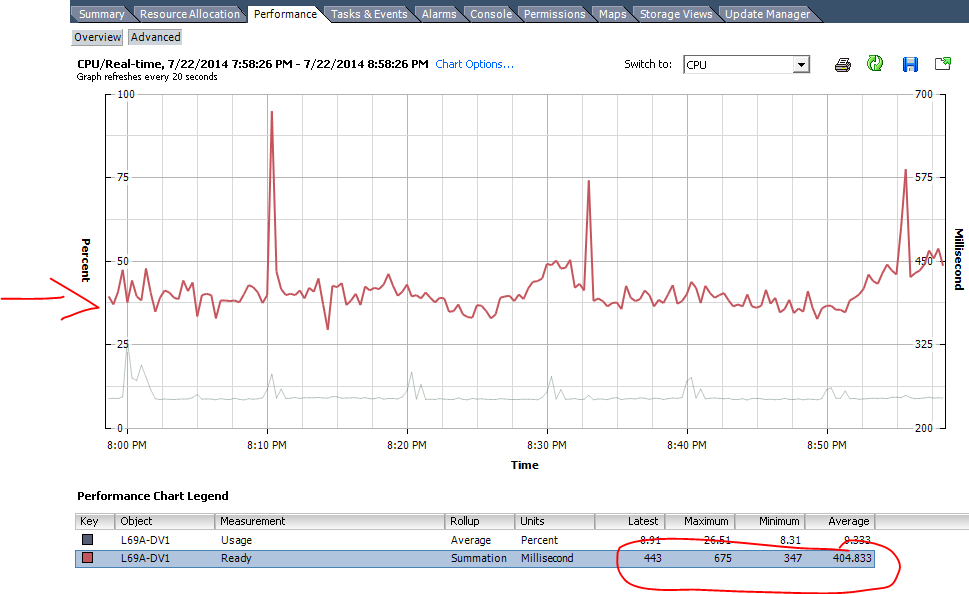 Summary Resource Allocation Performance Tasks & Events Alarms Console Permissions Maps Storage Views Update Manager
Overview Advanced
CPU/Real-time, 7/22/2014 7:58:26 PM - 7/22/2014 8:58:26 PM Chart Options... Switch to: CPU
Graph refreshes every 20 seconds
100 700
75 575
Percent
Millisecond
50 450
25 325
0 200
8:00 PM 8:10 PM 8:20 PM 8:30 PM 8:40 PM 8:50 PM
Time
Performance Chart Legend
Key Object Measurement Rollup Units Latest Maximum Minimum Average
L69A-DV1 Usage Average Percent 8.91 26.51 8.31 9.333
L69A-DV1 Ready Summation Millisecond 443 675 347 404.833